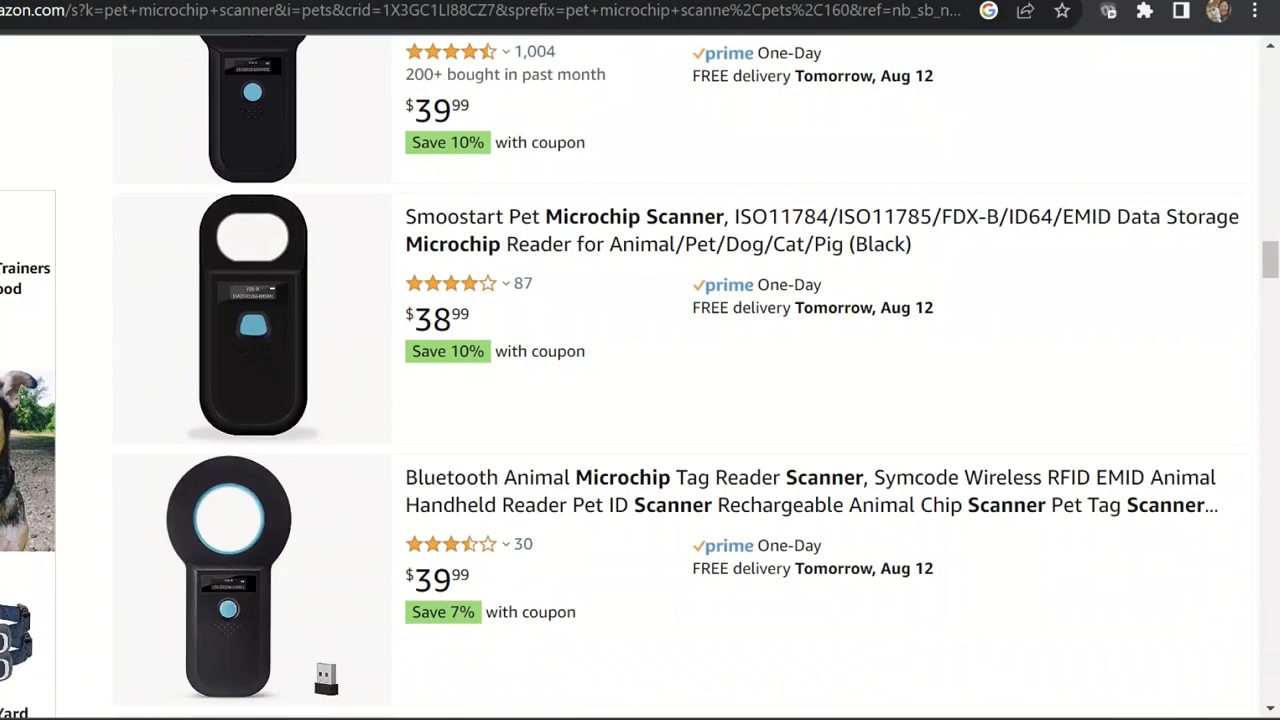 azon.com/s?k=pet+microchip+scanner&i=pets&crid=1X3GC1LI88CZ7&sprefix=pet+microchip+scanne%2Cpets%2C160&ref=nb_sb_n...
1,004
prime One-Day
200+ bought in past month
FREE delivery Tomorrow, Aug 12
$39 99
Save 10% with coupon
Smoostart Pet Microchip Scanner, ISO11784/ISO11785/FDX-B/ID64/EMID Data Storage
Microchip Reader for Animal/Pet/Dog/Cat/Pig (Black)
87
prime One-Day
$38 99
FREE delivery Tomorrow, Aug 12
Save 10% with coupon
Trainers
ood
Bluetooth Animal Microchip Tag Reader Scanner, Symcode Wireless RFID EMID Animal
Handheld Reader Pet ID Scanner Rechargeable Animal Chip Scanner Pet Tag Scanner...
30
prime One-Day
$39 99
FREE delivery Tomorrow, Aug 12
Save 7% with coupon
Yard